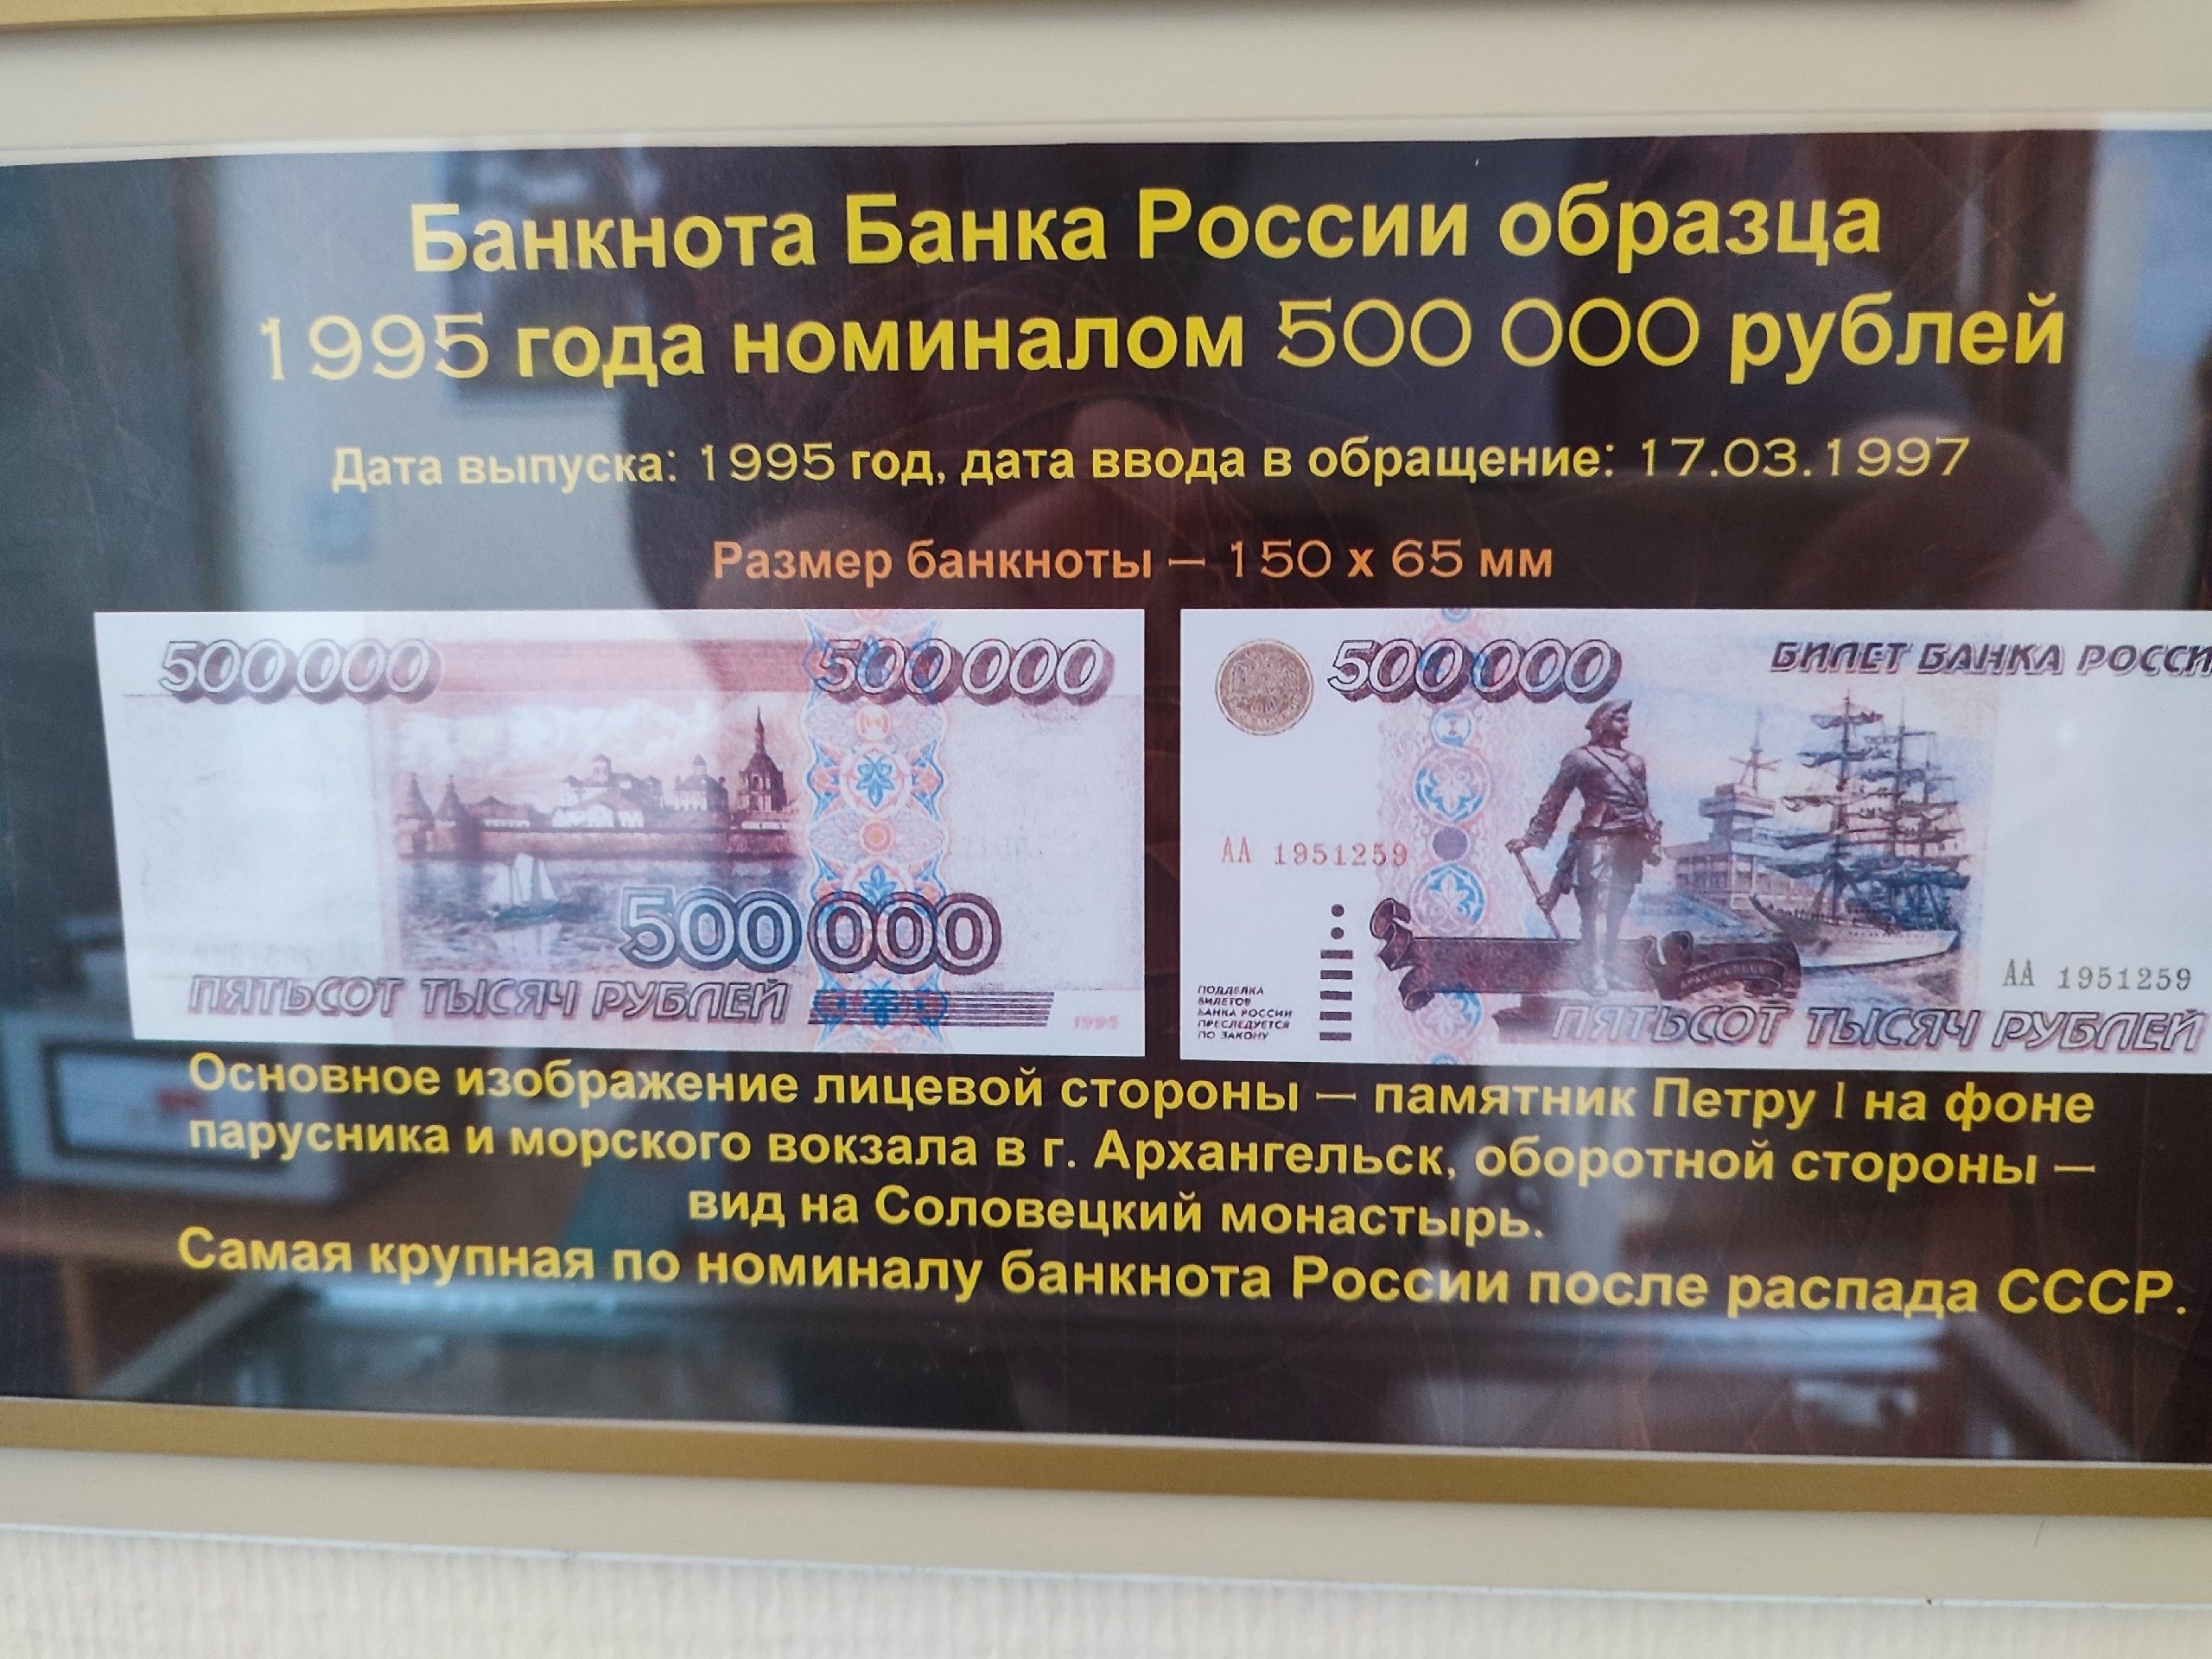 Банкнота Банка России образца
1995 года номиналом 500 000 рублей
Дата выпуска: 1995 год, дата ввода в обращение: 17.03.1997
Размер банкноты — 150 х 65 мм
500 000
500 000
500 000
ПЯТЬСОТ ТЫСЯЧ РУБЛЕЙ
1995
500 000
БИЛЕТ БАНКА РОССИ
АА 1951259
АА 1951259
ПОДДЕЛКА
БИЛЕТОВ
БАНКА РОССИИ
ПРЕСЛЕДУЕТСЯ
ПО ЗАКОНУ
ПЯТЬСОТ ТЫСЯЧ РУБЛЕЙ
Основное изображение лицевой стороны — памятник Петру I на фоне
парусника и морского вокзала в г. Архангельск, оборотной стороны —
вид на Соловецкий монастырь.
Самая крупная по номиналу банкнота России после распада СССР.